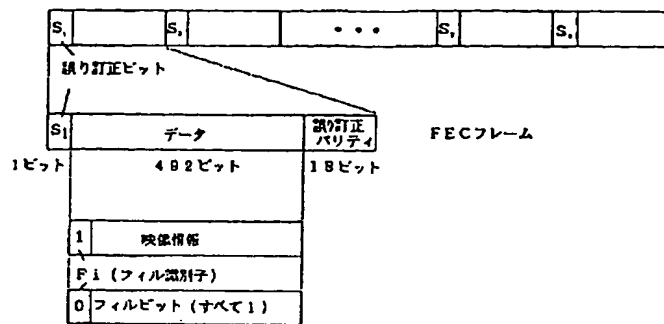 S₁ S₂ ・・・ S₇ S₈
誤り訂正ビット
S1 データ 誤り訂正パリティ FECフレーム
1ビット 492ビット 18ビット
1 映像情報
Fi (フィル識別子)
0 フィルビット (すべて1)